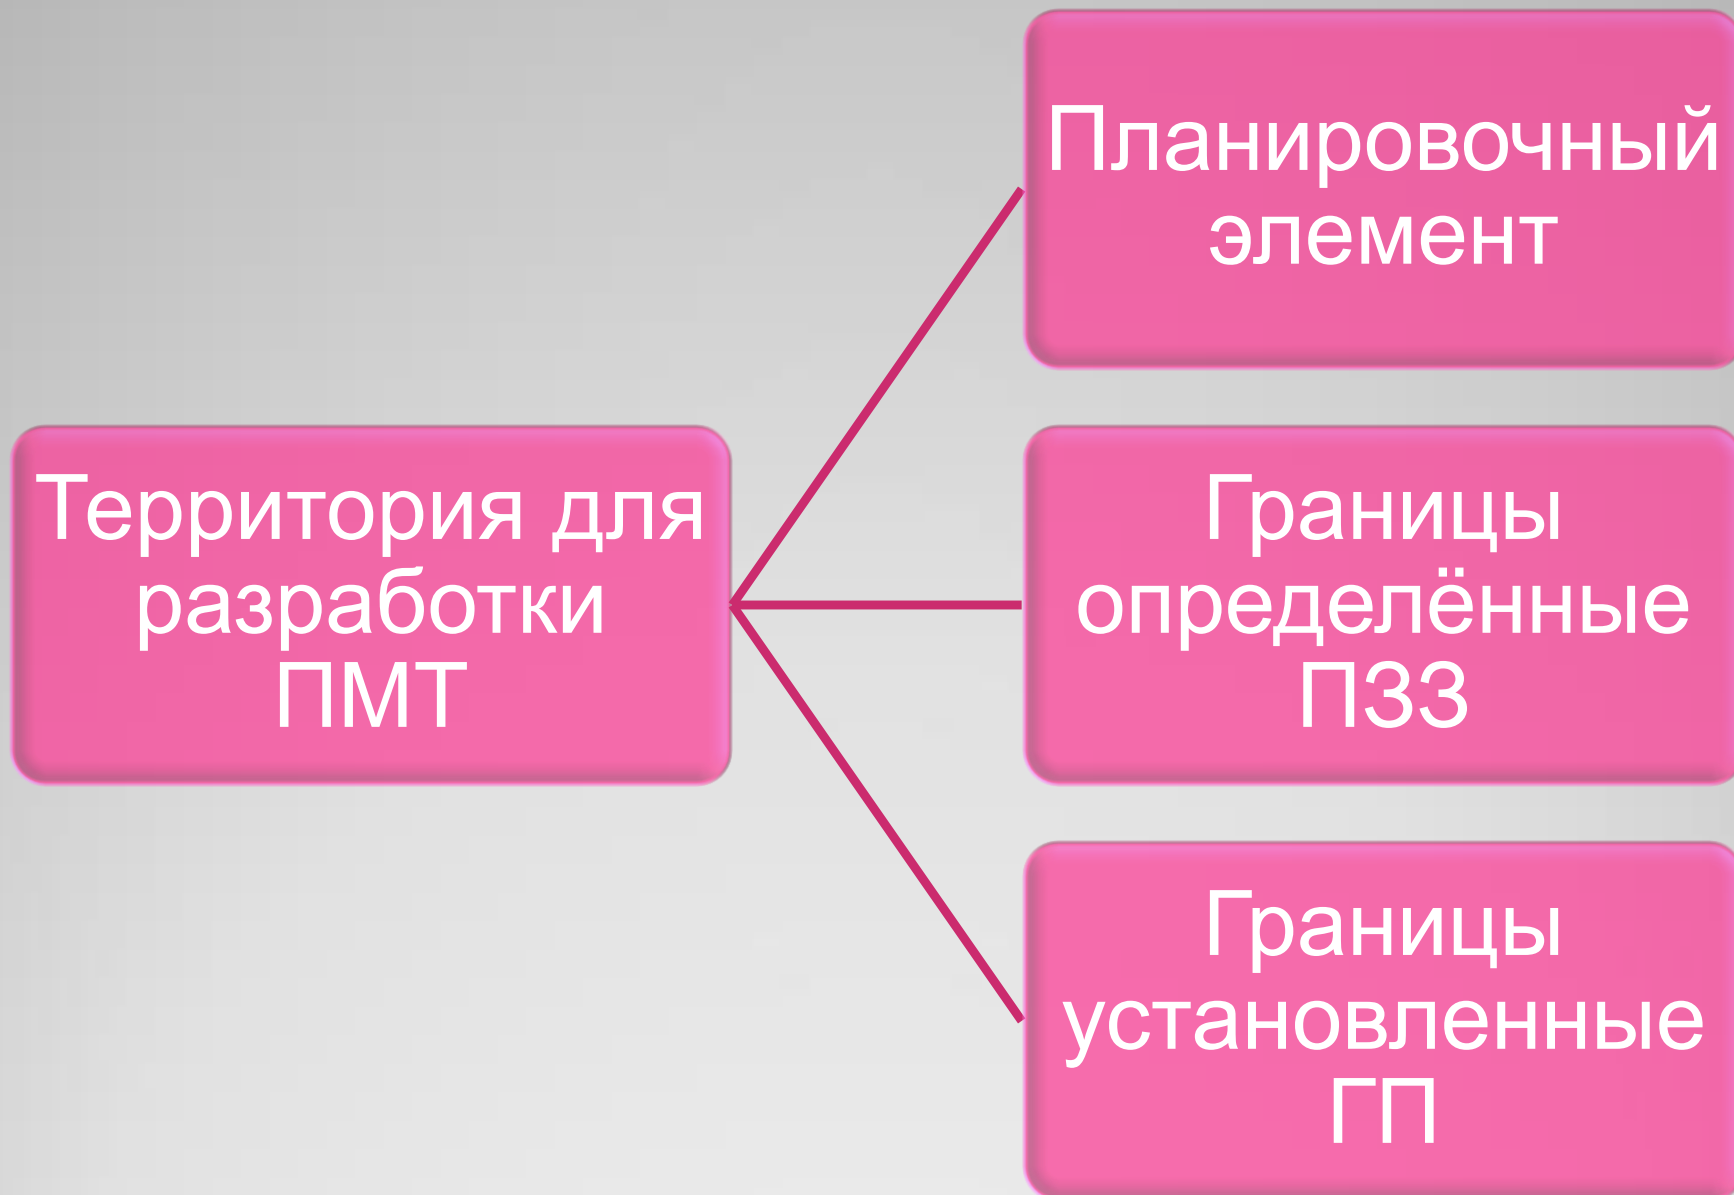 Планировочный
элемент
Территория для
разработки
ПМТ
Границы
определённые
ПЗЗ
Границы
установленные
ГП